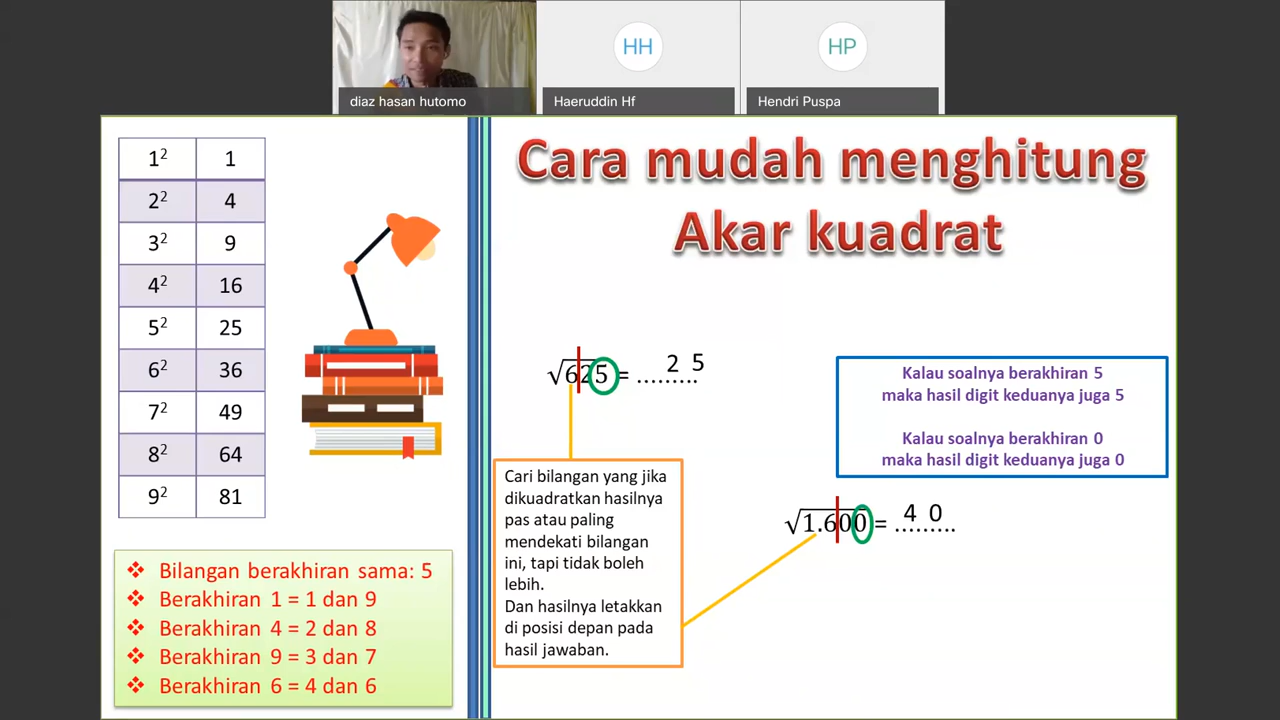 HH
HP
diaz hasan hutomo
Haeruddin Hf
Hendri Puspa
1² 1
2² 4
3² 9
4² 16
5² 25
6² 36
7² 49
8² 64
9² 81
❖ Bilangan berakhiran sama: 5
❖ Berakhiran 1 = 1 dan 9
❖ Berakhiran 4 = 2 dan 8
❖ Berakhiran 9 = 3 dan 7
❖ Berakhiran 6 = 4 dan 6
Cara mudah menghitung
Akar kuadrat
2 5
√625 = .........
Kalau soalnya berakhiran 5
maka hasil digit keduanya juga 5
Kalau soalnya berakhiran 0
maka hasil digit keduanya juga 0
Cari bilangan yang jika
dikuadratkan hasilnya
pas atau paling
mendekati bilangan
ini, tapi tidak boleh
lebih.
Dan hasilnya letakkan
di posisi depan pada
hasil jawaban.
4 0
√1.600 = .........